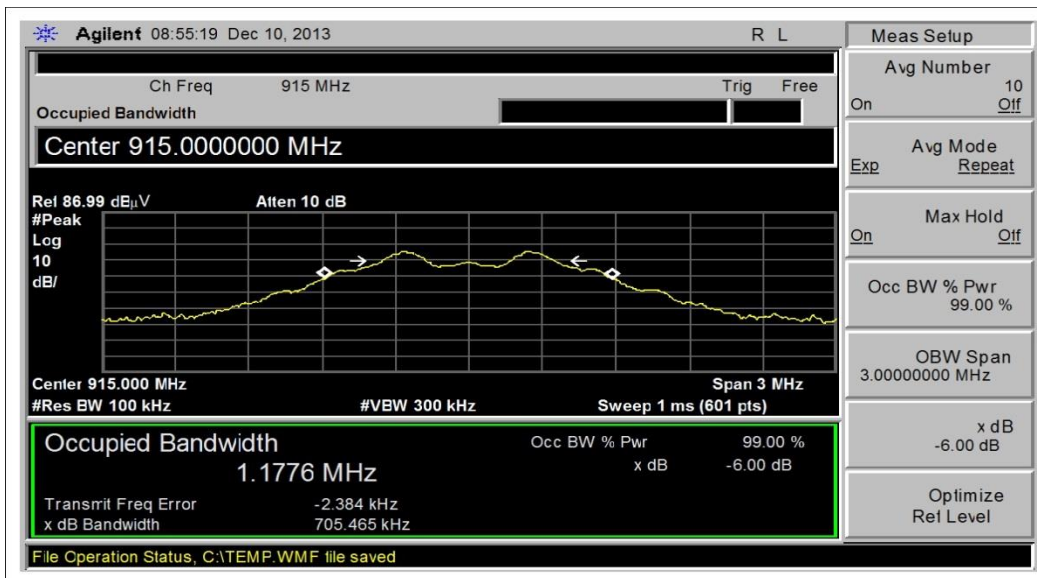 Agilent 08:55:19 Dec 10, 2013 R L
Ch Freq 915 MHz Trig Free
Occupied Bandwidth
Center 915.0000000 MHz
Ref 86.99 dBµV Atten 10 dB
#Peak
Log
10
dB/
Center 915.000 MHz Span 3 MHz
#Res BW 100 kHz #VBW 300 kHz Sweep 1 ms (601 pts)
Occupied Bandwidth Occ BW % Pwr 99.00 %
1.1776 MHz x dB -6.00 dB
Transmit Freq Error -2.384 kHz
x dB Bandwidth 705.465 kHz
File Operation Status, C:\TEMP.WMF file saved
Meas Setup
Avg Number
10
On Off
Avg Mode
Exp Repeat
Max Hold
On Off
Occ BW % Pwr
99.00 %
OBW Span
3.00000000 MHz
x dB
-6.00 dB
Optimize
Ref Level